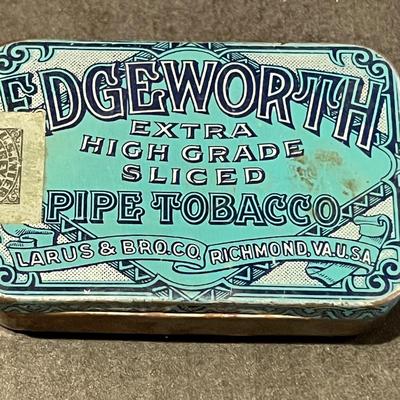 EDGEWORTH
EXTRA
HIGH GRADE
SLICED
PIPE TOBACCO
LARUS & BRO.CO. RICHMOND, VA. U.S.A.